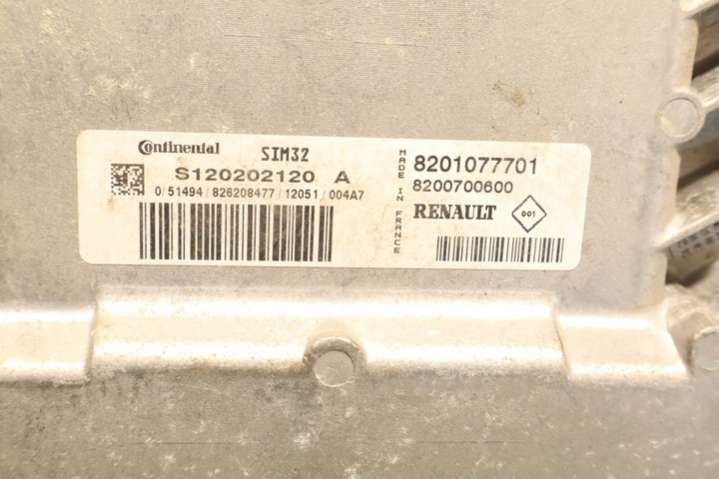 Continental SIM32
S120202120 A
0/51494/826208477/12051/004A7
MADE IN FRANCE
8201077701
8200700600
RENAULT 001